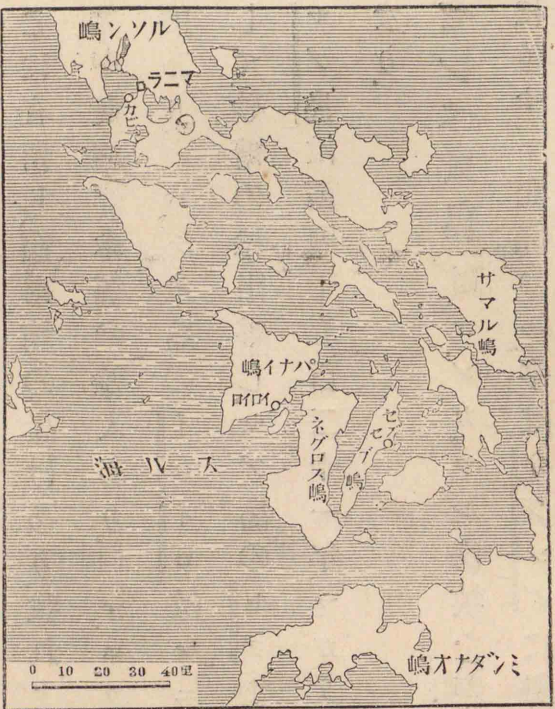 ルソン嶋
マニラ
カビテ
サマル嶋
パナイ嶋
イロイロ
セブ
セブ嶋
ネグロス嶋
スル海
ミンダナオ嶋
0 10 20 30 40里